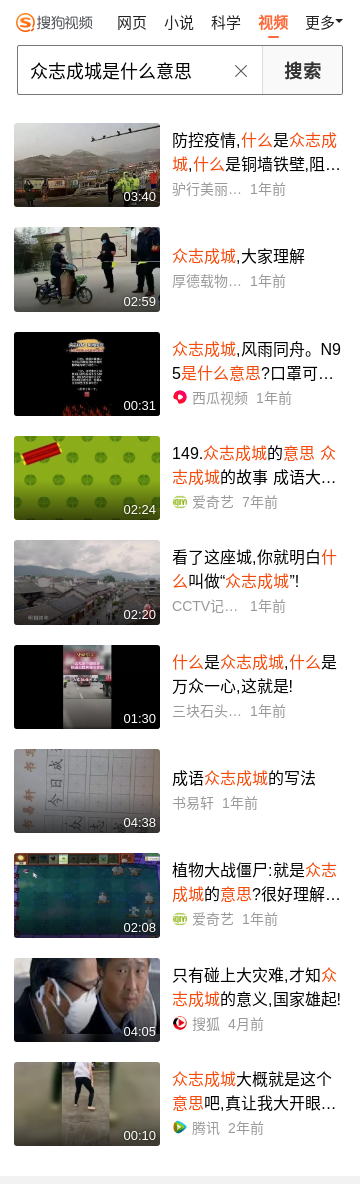 搜狗视频 网页 小说 科学 视频 更多
众志成城是什么意思 搜索
防控疫情,什么是众志成
城,什么是铜墙铁壁,阻…
03:40
驴行美丽… 1年前
众志成城,大家理解
厚德载物… 1年前
02:59
众志成城,风雨同舟。N9
5是什么意思?口罩可…
西瓜视频 1年前
00:31
149.众志成城的意思 众
志成城的故事 成语大…
爱奇艺 7年前
02:24
看了这座城,你就明白什
么叫做“众志成城”!
CCTV记… 1年前
02:20
什么是众志成城,什么是
万众一心,这就是!
三块石头… 1年前
01:30
成语众志成城的写法
书易轩 1年前
04:38
植物大战僵尸:就是众志
成城的意思?很好理解…
爱奇艺 1年前
02:08
只有碰上大灾难,才知众
志成城的意义,国家雄起!
搜狐 4月前
04:05
众志成城大概就是这个
意思吧,真让我大开眼…
腾讯 2年前
00:10